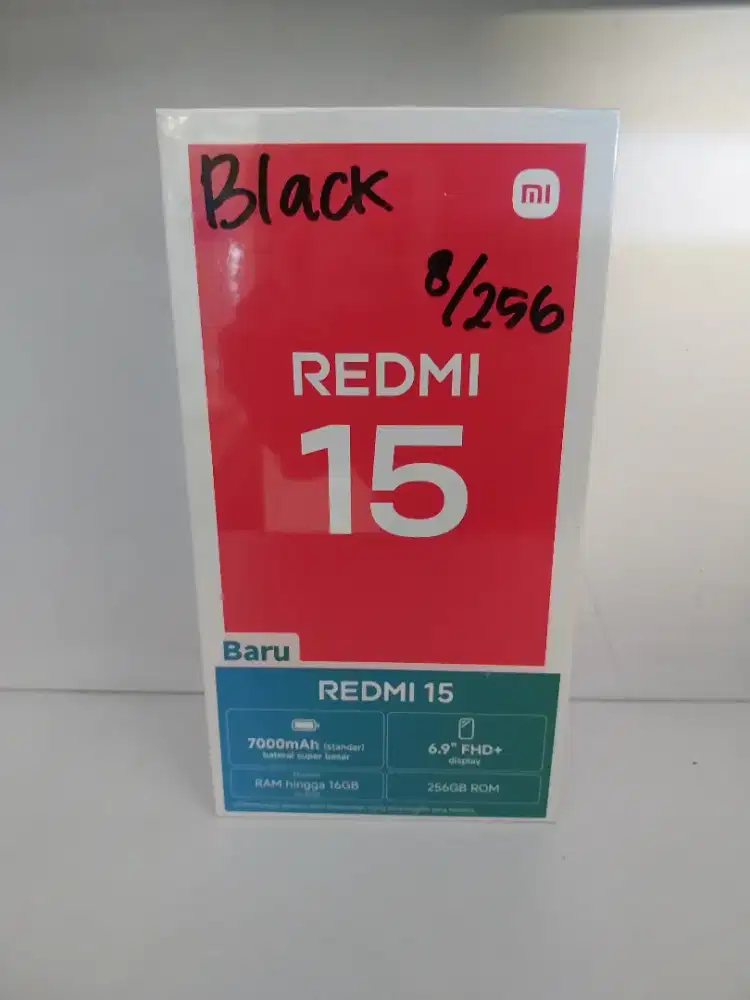 Black
mi
8/256
REDMI
15
Baru
REDMI 15
7000mAh (standar)
baterai super besar
6.9" FHD+
display
RAM hingga 16GB
256GB ROM